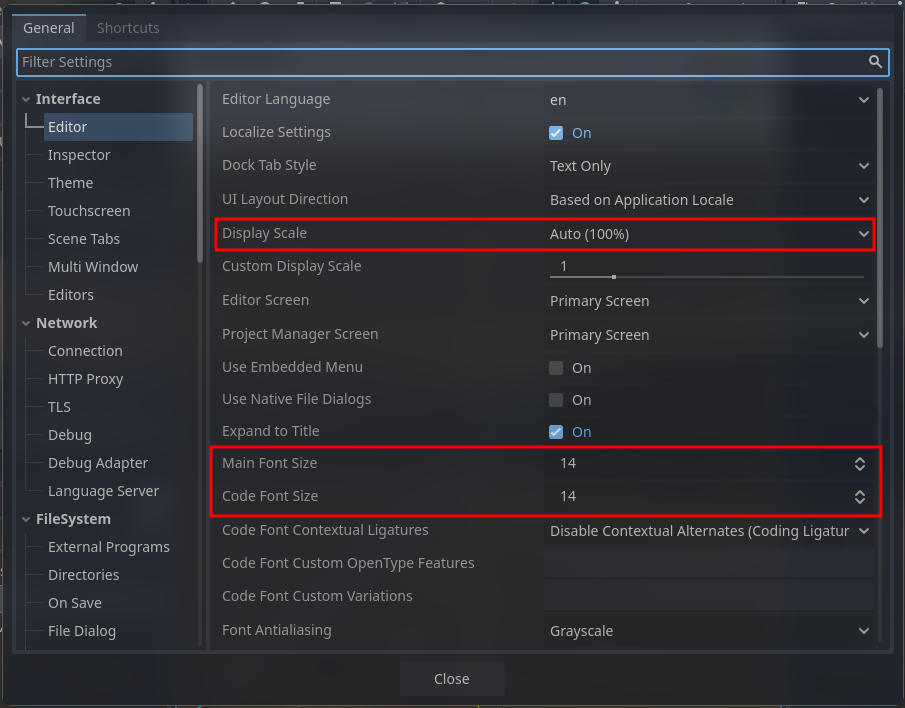 General Shortcuts
Filter Settings
Interface
Editor
Inspector
Theme
Touchscreen
Scene Tabs
Multi Window
Editors
Network
Connection
HTTP Proxy
TLS
Debug
Debug Adapter
Language Server
FileSystem
External Programs
Directories
On Save
File Dialog
Editor Language en
Localize Settings On
Dock Tab Style Text Only
UI Layout Direction Based on Application Locale
Display Scale Auto (100%)
Custom Display Scale 1
Editor Screen Primary Screen
Project Manager Screen Primary Screen
Use Embedded Menu On
Use Native File Dialogs On
Expand to Title On
Main Font Size 14
Code Font Size 14
Code Font Contextual Ligatures Disable Contextual Alternates (Coding Ligatur
Code Font Custom OpenType Features
Code Font Custom Variations
Font Antialiasing Grayscale
Close